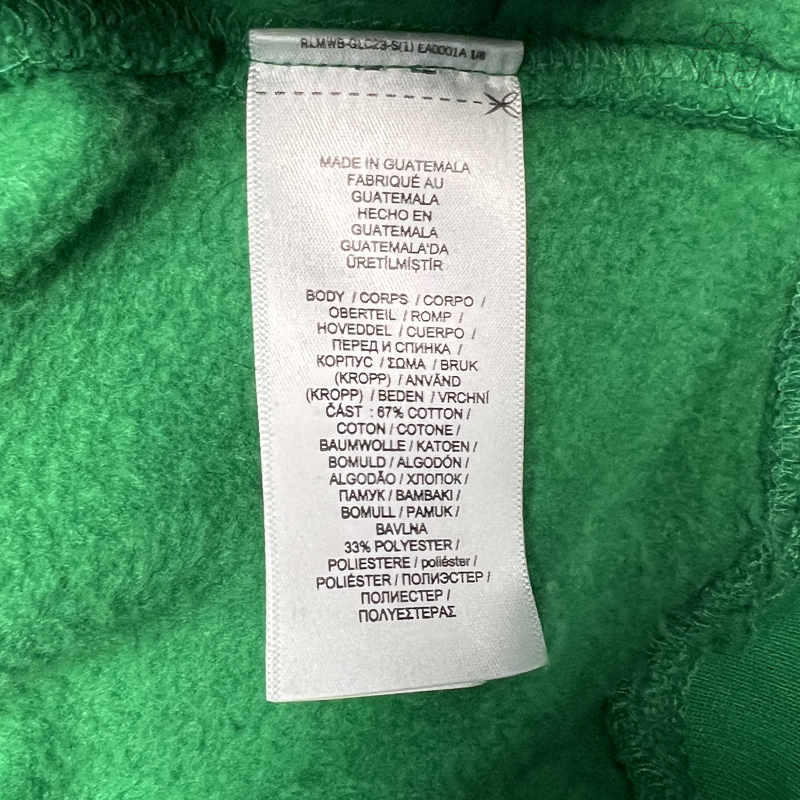 RLMWB-GLC23-S(1) EA0001A 1/8
MADE IN GUATEMALA
FABRIQUÉ AU
GUATEMALA
HECHO EN
GUATEMALA
GUATEMALA'DA
ÜRETİLMİŞTİR
BODY / CORPS / CORPO /
OBERTEIL / ROMP /
HOVEDDEL / CUERPO /
ПЕРЕД И СПИНКА /
КОРПУС / ΣΩΜΑ / BRUK
(KROPP) / ANVÄND
(KROPP) / BEDEN / VRCHNÍ
ČÁST : 67% COTTON /
COTON / COTONE /
BAUMWOLLE / KATOEN /
BOMULD / ALGODÓN /
ALGODÃO / ХЛОПОК /
ПАМУК / BAMBAKI /
BOMULL / PAMUK /
BAVLNA
33% POLYESTER /
POLIESTERE / poliéster /
POLIÉSTER / ПОЛИЭСТЕР /
ПОЛИЕСТЕР /
ΠΟΛΥΕΣΤΕΡΑΣ